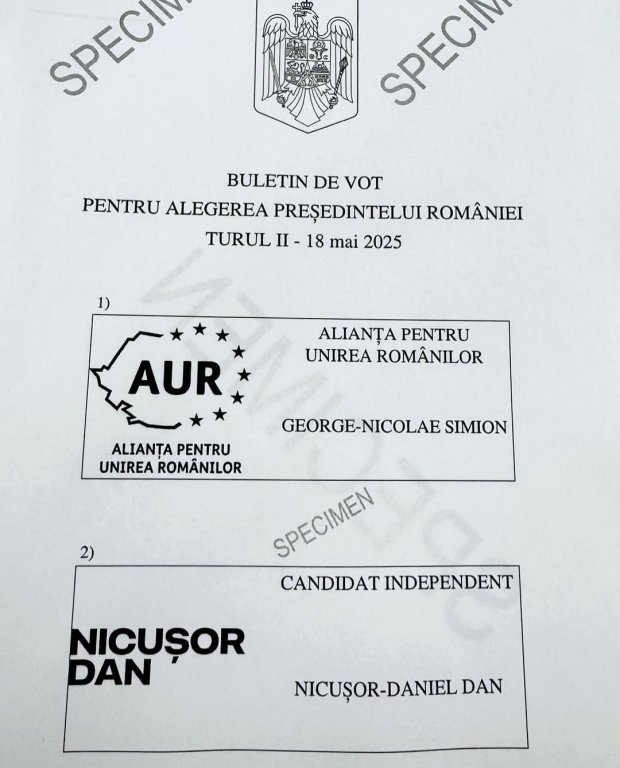 SPECIMEN
SPECIMEN
BULETIN DE VOT
PENTRU ALEGEREA PREȘEDINTELUI ROMÂNIEI
TURUL II - 18 mai 2025
1)
AUR
ALIANȚA PENTRU
UNIREA ROMÂNILOR
ALIANȚA PENTRU
UNIREA ROMÂNILOR
GEORGE-NICOLAE SIMION
SPECIMEN
SPECIMEN
2)
NICUȘOR
DAN
CANDIDAT INDEPENDENT
NICUȘOR-DANIEL DAN